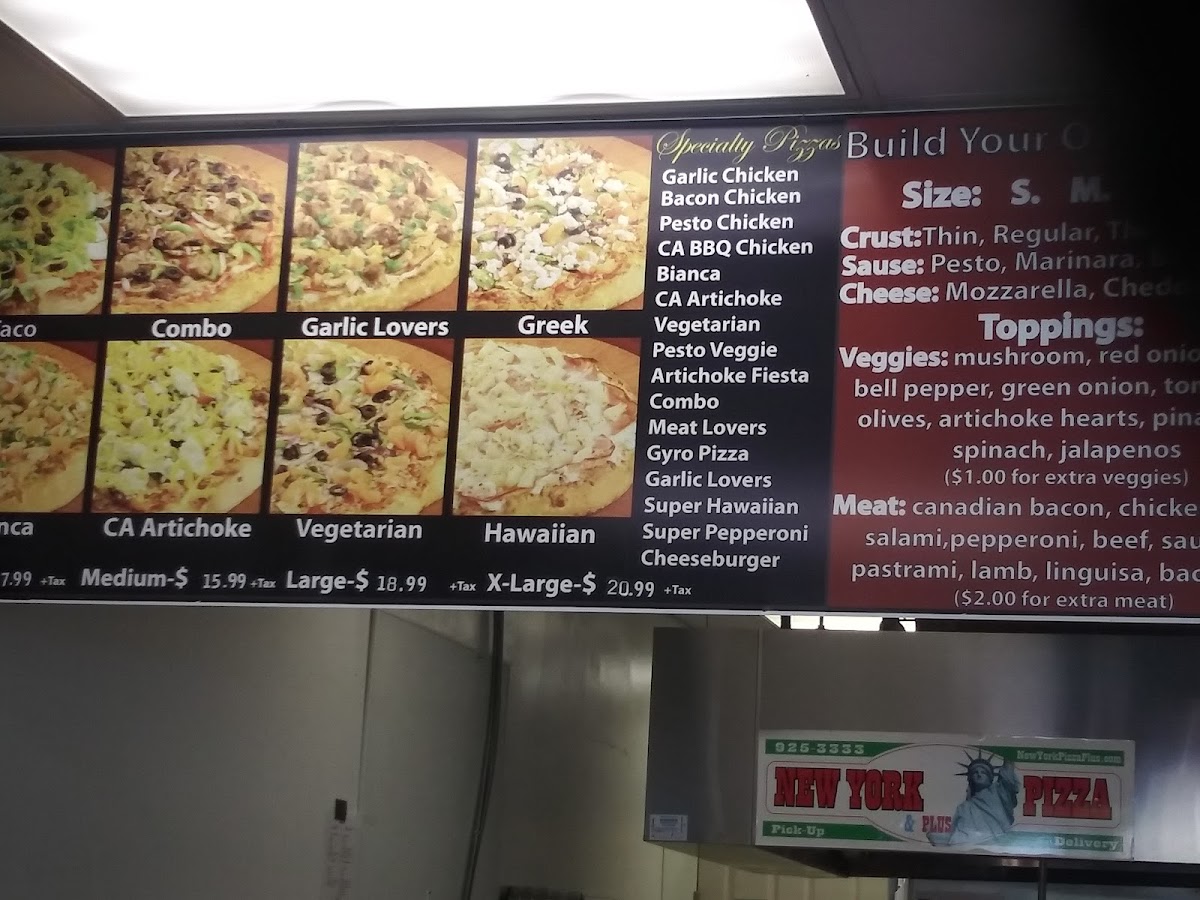 Combo
Garlic Lovers
Greek
CA Artichoke
Vegetarian
Hawaiian
7.99 +Tax Medium-$ 15.99 +Tax Large-$ 18.99 +Tax X-Large-$ 20.99 +Tax
Specialty Pizzas
Garlic Chicken
Bacon Chicken
Pesto Chicken
CA BBQ Chicken
Bianca
CA Artichoke
Vegetarian
Pesto Veggie
Artichoke Fiesta
Combo
Meat Lovers
Gyro Pizza
Garlic Lovers
Super Hawaiian
Super Pepperoni
Cheeseburger
Build Your
Size: S. M.
Crust:Thin, Regular,
Sause: Pesto, Marinara,
Cheese: Mozzarella,
Toppings:
Veggies: mushroom, red
bell pepper, green onion,
olives, artichoke hearts,
spinach, jalapenos
($1.00 for extra veggies)
Meat: canadian bacon,
salami,pepperoni, beef,
pastrami, lamb, linguisa,
($2.00 for extra meat)
925-3333
NewYorkPizzaPlus.com
NEW YORK PIZZA
& PLUS
Pick-Up
Delivery